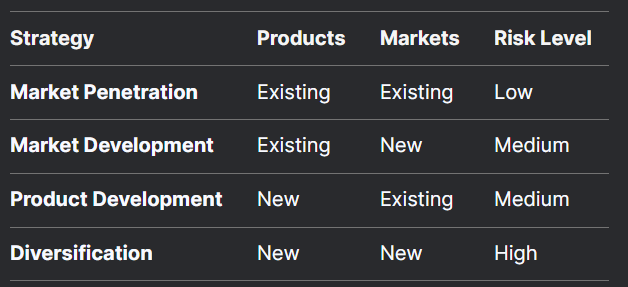 Strategy Products Markets Risk Level
Market Penetration Existing Existing Low
Market Development Existing New Medium
Product Development New Existing Medium
Diversification New New High